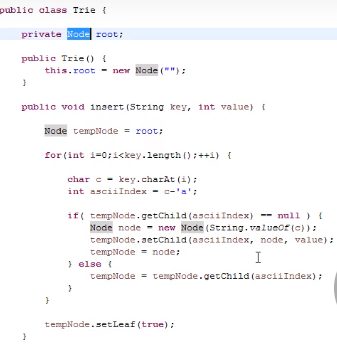 public class Trie {
private Node root;
public Trie() {
this.root = new Node("");
}
public void insert(String key, int value) {
Node tempNode = root;
for(int i=0;i<key.length();++i) {
char c = key.charAt(i);
int asciiIndex = c-'a';
if( tempNode.getChild(asciiIndex) == null ) {
Node node = new Node(String.valueOf(c));
tempNode.setChild(asciiIndex, node, value);
tempNode = node;
} else {
tempNode = tempNode.getChild(asciiIndex);
}
}
tempNode.setLeaf(true);
}